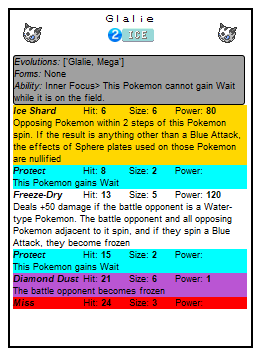 Glalie
2 ICE
Evolutions: ['Glalie, Mega']
Forms: None
Ability: Inner Focus> This Pokemon cannot gain Wait
while it is on the field.
Ice Shard Hit: 6 Size: 6 Power: 80
Opposing Pokemon within 2 steps of this Pokemon
spin. If the result is anything other than a Blue Attack,
the effects of Sphere plates used on those Pokemon
are nullified
Protect Hit: 8 Size: 2 Power:
This Pokemon gains Wait
Freeze-Dry Hit: 13 Size: 5 Power: 120
Deals +50 damage if the battle opponent is a Water-
type Pokemon. The battle opponent and all opposing
Pokemon adjacent to it spin, and if they spin a Blue
Attack, they become frozen
Protect Hit: 15 Size: 2 Power:
This Pokemon gains Wait
Diamond Dust Hit: 21 Size: 6 Power: 1
The battle opponent becomes frozen
Miss Hit: 24 Size: 3 Power: